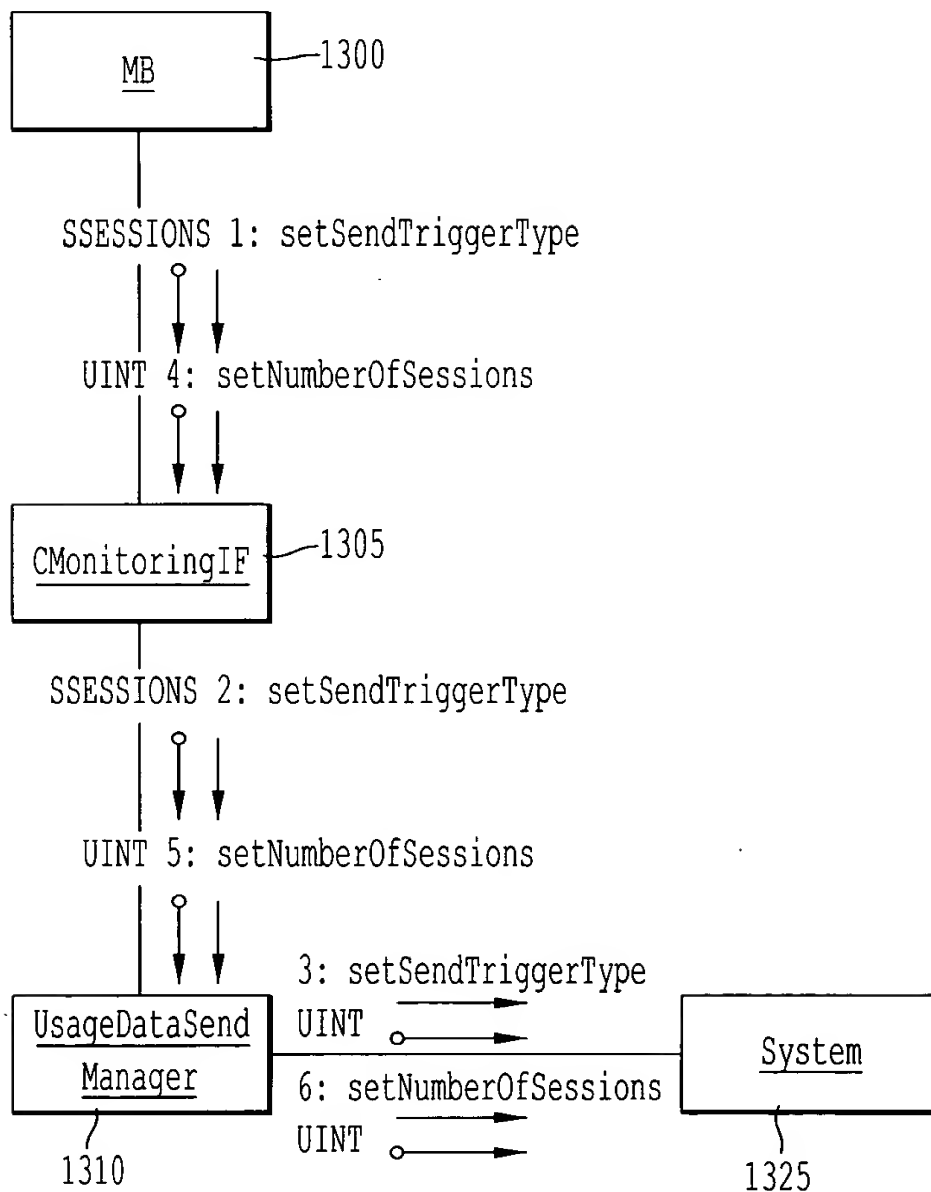 MB
1300
SSESSIONS 1: setSendTriggerType
UINT 4: setNumberOfSessions
CMonitoringIF
1305
SSESSIONS 2: setSendTriggerType
UINT 5: setNumberOfSessions
3: setSendTriggerType
UINT
UsageDataSend
Manager
System
6: setNumberOfSessions
UINT
1310
1325